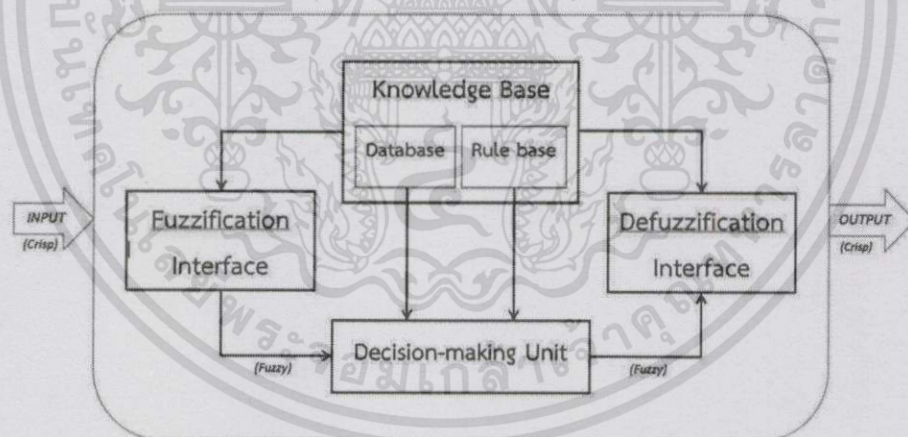 Knowledge Base
Database
Rule base
INPUT
(Crisp)
Fuzzification
Interface
Defuzzification
Interface
OUTPUT
(Crisp)
(Fuzzy)
Decision-making Unit
(Fuzzy)